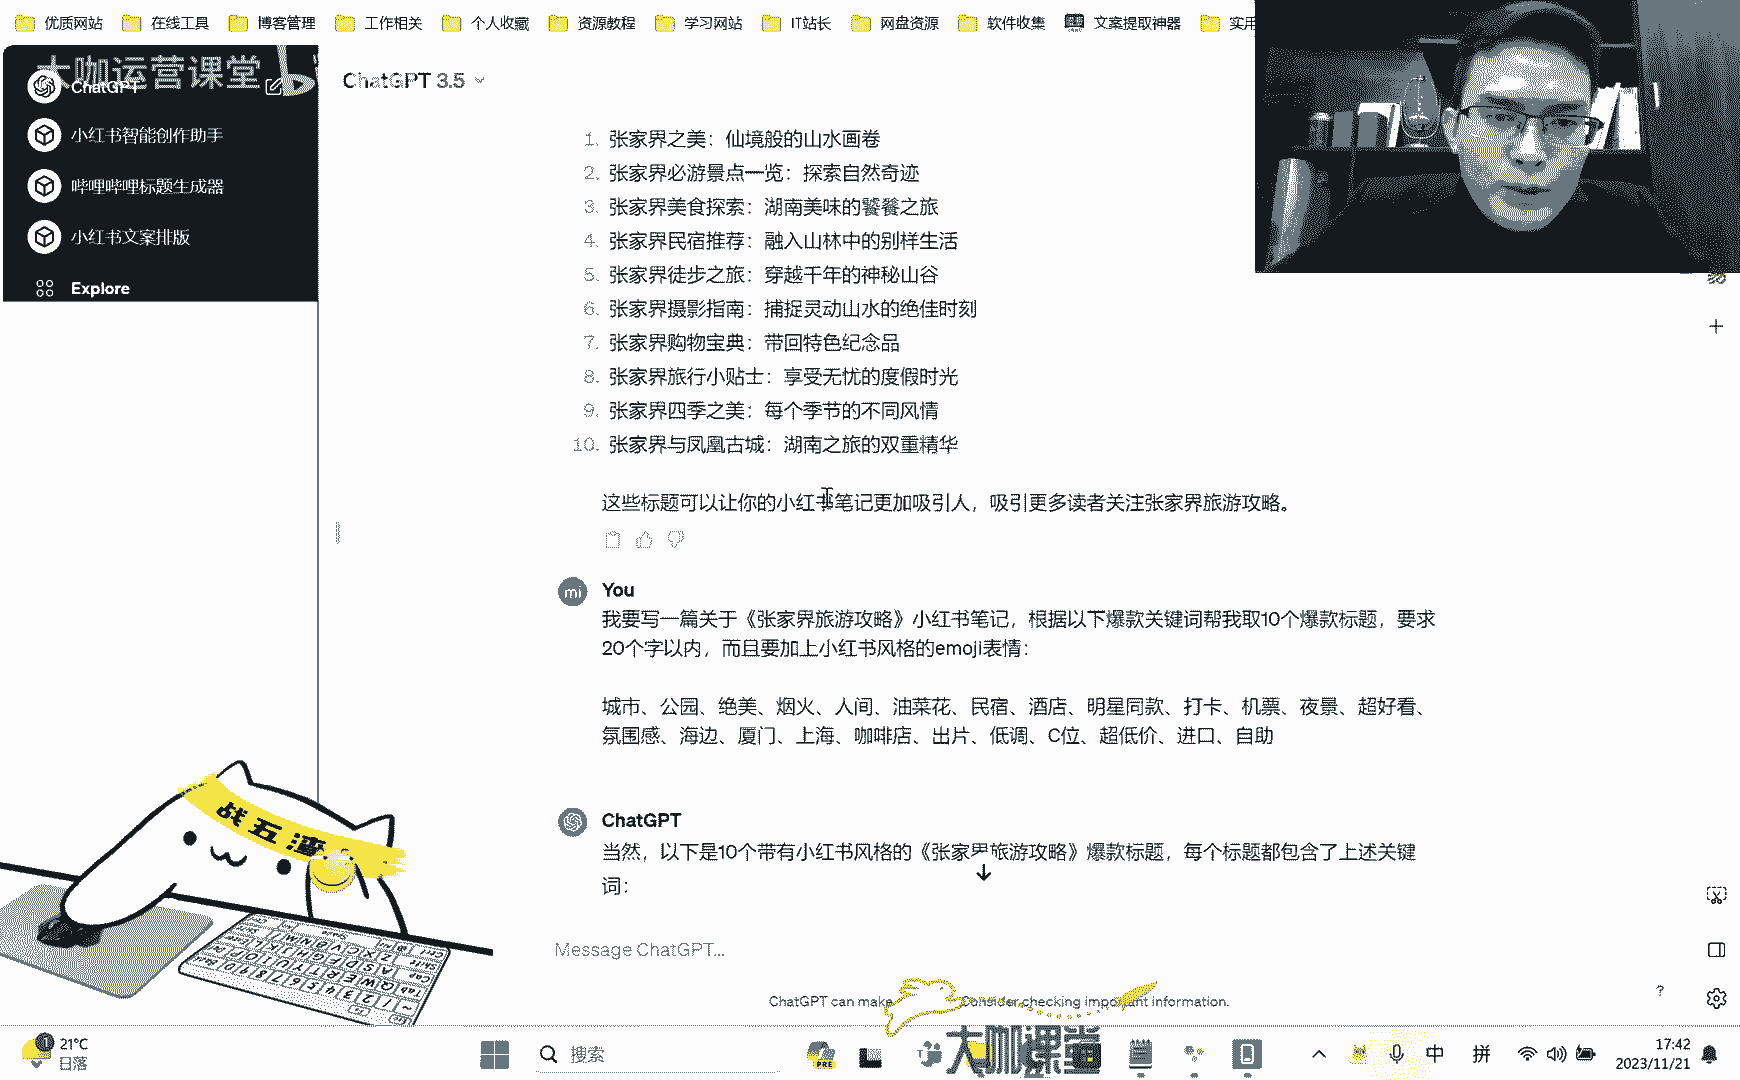 优质网站 在线工具 博客管理 工作相关 个人收藏 资源教程 学习网站 IT站长 网盘资源 软件收集 文案提取神器 实用
大咖运营课堂
ChatGPT
小红书智能创作助手
哔哩哔哩标题生成器
小红书文案排版
Explore
ChatGPT 3.5
1. 张家界之美：仙境般的山水画卷
2. 张家界必游景点一览：探索自然奇迹
3. 张家界美食探索：湖南美味的饕餮之旅
4. 张家界民宿推荐：融入山林中的别样生活
5. 张家界徒步之旅：穿越千年的神秘山谷
6. 张家界摄影指南：捕捉灵动山水的绝佳时刻
7. 张家界购物宝典：带回特色纪念品
8. 张家界旅行小贴士：享受无忧的度假时光
9. 张家界四季之美：每个季节的不同风情
10. 张家界与凤凰古城：湖南之旅的双重精华
这些标题可以让你的小红书笔记更加吸引人，吸引更多读者关注张家界旅游攻略。
mi You
我要写一篇关于《张家界旅游攻略》小红书笔记，根据以下爆款关键词帮我取10个爆款标题，要求
20个字以内，而且要加上小红书风格的emoji表情：
城市、公园、绝美、烟火、人间、油菜花、民宿、酒店、明星同款、打卡、机票、夜景、超好看、
氛围感、海边、厦门、上海、咖啡店、出片、低调、C位、超低价、进口、自助
ChatGPT
当然，以下是10个带有小红书风格的《张家界旅游攻略》爆款标题，每个标题都包含了上述关键
词：
战五渣
Message ChatGPT...
ChatGPT can make Consider checking important information.
?
大咖课堂
21°C
日落
搜索
PRE
中 拼
17:42
2023/11/21